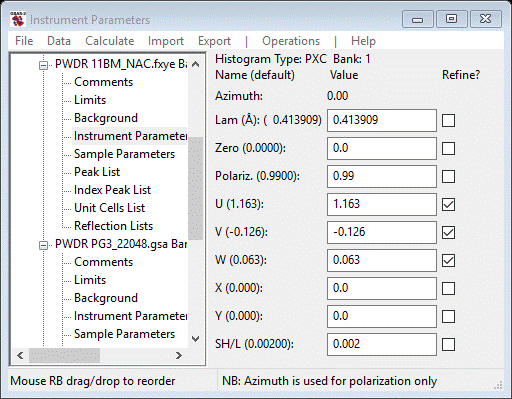 Instrument Parameters
File Data Calculate Import Export | Operations | Help
PWDR 11BM_NAC.fxye Ba
Comments
Limits
Background
Instrument Parameter
Sample Parameters
Peak List
Index Peak List
Unit Cells List
Reflection Lists
PWDR PG3_22048.gsa Bar
Comments
Limits
Background
Instrument Parameter
Sample Parameters
Histogram Type: PXC Bank: 1
Name (default) Value Refine?
Azimuth: 0.00
Lam (Å): ( 0.413909) 0.413909
Zero (0.0000): 0.0
Polariz. (0.9900): 0.99
U (1.163): 1.163
V (-0.126): -0.126
W (0.063): 0.063
X (0.000): 0.0
Y (0.000): 0.0
SH/L (0.00200): 0.002
Mouse RB drag/drop to reorder NB: Azimuth is used for polarization only